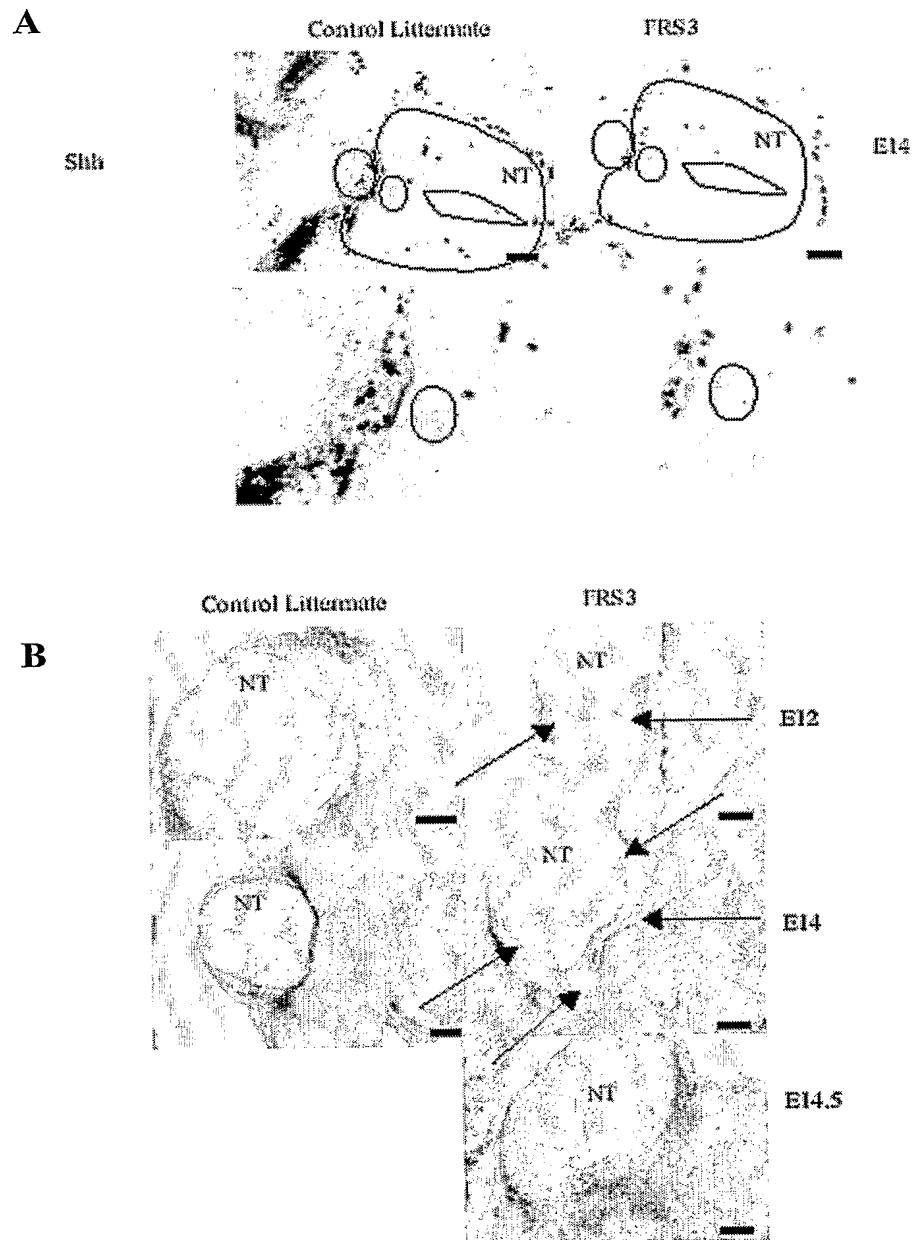 A
Control Littermate FRS3
Shh NT NT E14
Control Littermate FRS3
B
NT NT E12
NT NT E14
NT E14.5